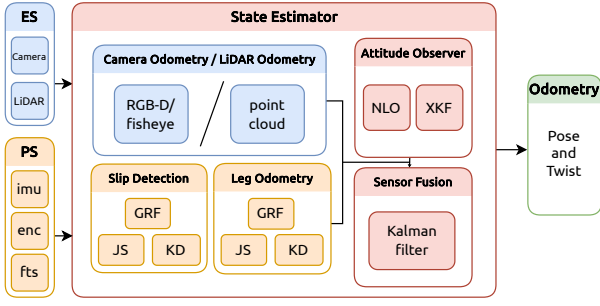 ES
Camera
LiDAR
PS
imu
enc
fts
State Estimator
Camera Odometry / LiDAR Odometry
RGB-D/
fisheye
point
cloud
Slip Detection
GRF
JS
KD
Leg Odometry
GRF
JS
KD
Attitude Observer
NLO
XKF
Sensor Fusion
Kalman
filter
Odometry
Pose
and
Twist